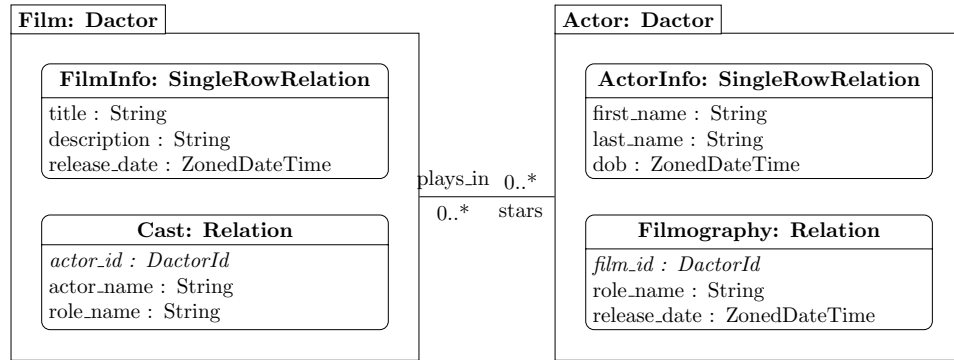 Film: Dactor
FilmInfo: SingleRowRelation
title : String
description : String
release_date : ZonedDateTime
Cast: Relation
actor_id : DactorId
actor_name : String
role_name : String
plays_in 0..*
0..* stars
Actor: Dactor
ActorInfo: SingleRowRelation
first_name : String
last_name : String
dob : ZonedDateTime
Filmography: Relation
film_id : DactorId
role_name : String
release_date : ZonedDateTime